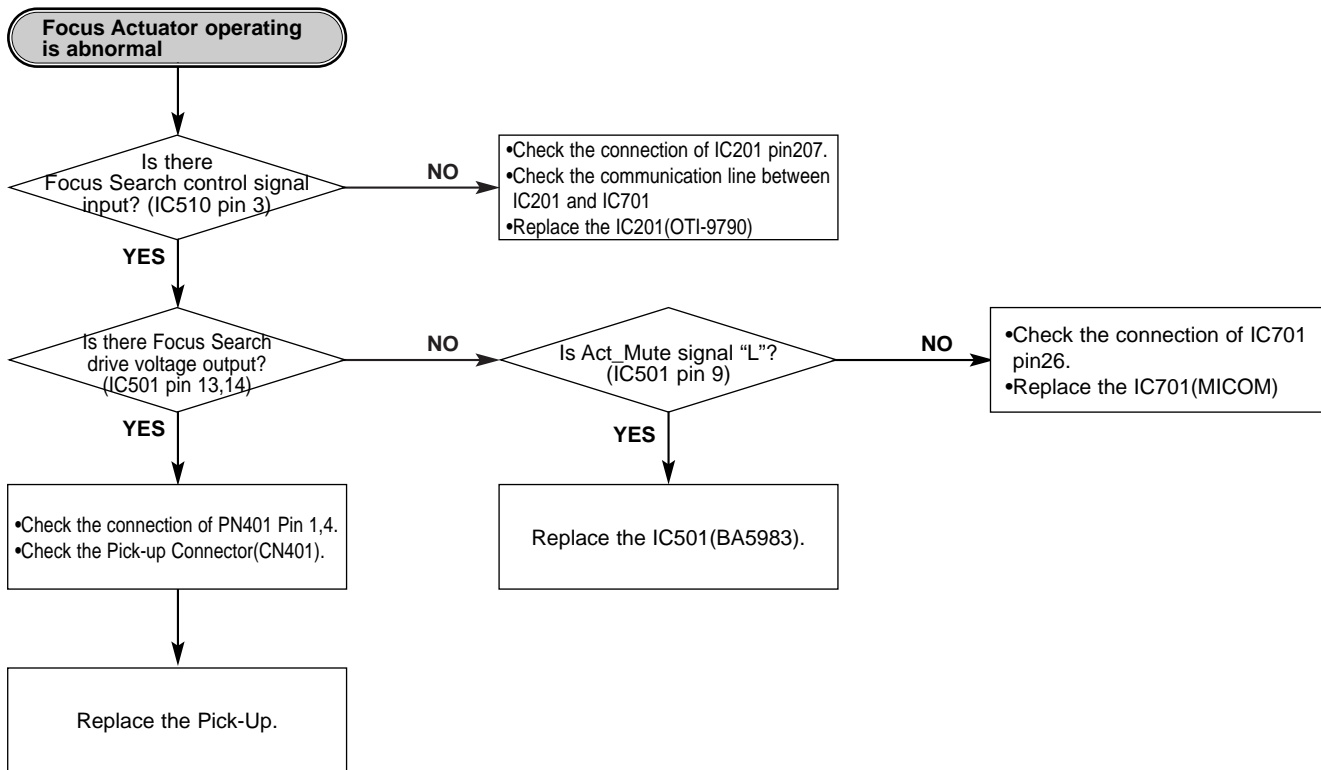 Focus Actuator operating
is abnormal
Is there
Focus Search control signal
input? (IC510 pin 3)
NO
•Check the connection of IC201 pin207.
•Check the communication line between
IC201 and IC701
•Replace the IC201(OTI-9790)
YES
Is there Focus Search
drive voltage output?
(IC501 pin 13,14)
NO
Is Act_Mute signal “L”?
(IC501 pin 9)
NO
•Check the connection of IC701
pin26.
•Replace the IC701(MICOM)
YES
YES
•Check the connection of PN401 Pin 1,4.
•Check the Pick-up Connector(CN401).
Replace the IC501(BA5983).
Replace the Pick-Up.